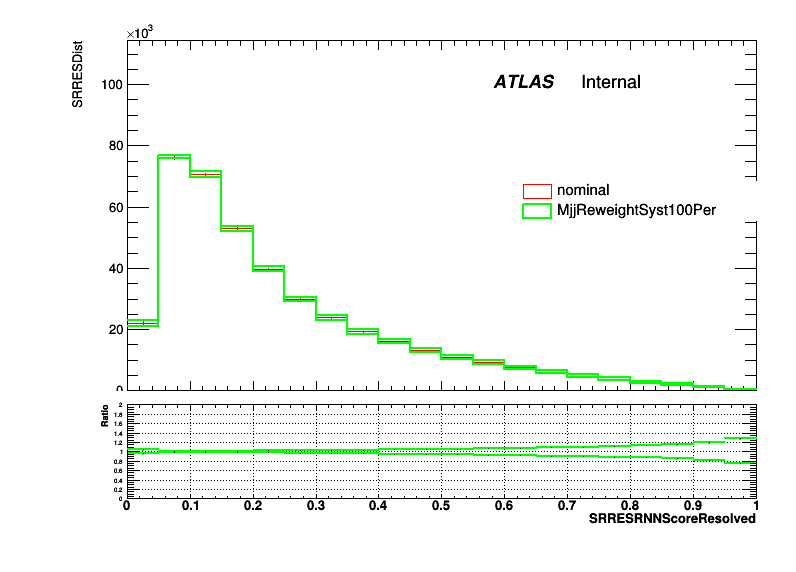 ×10³
SRRESDist
100
80
60
40
20
0
ATLAS Internal
nominal
MjjReweightSyst100Per
Ratio
2
1.8
1.6
1.4
1.2
1
0.8
0.6
0.4
0.2
0
0 0.1 0.2 0.3 0.4 0.5 0.6 0.7 0.8 0.9 1
SRRESRNNScoreResolved